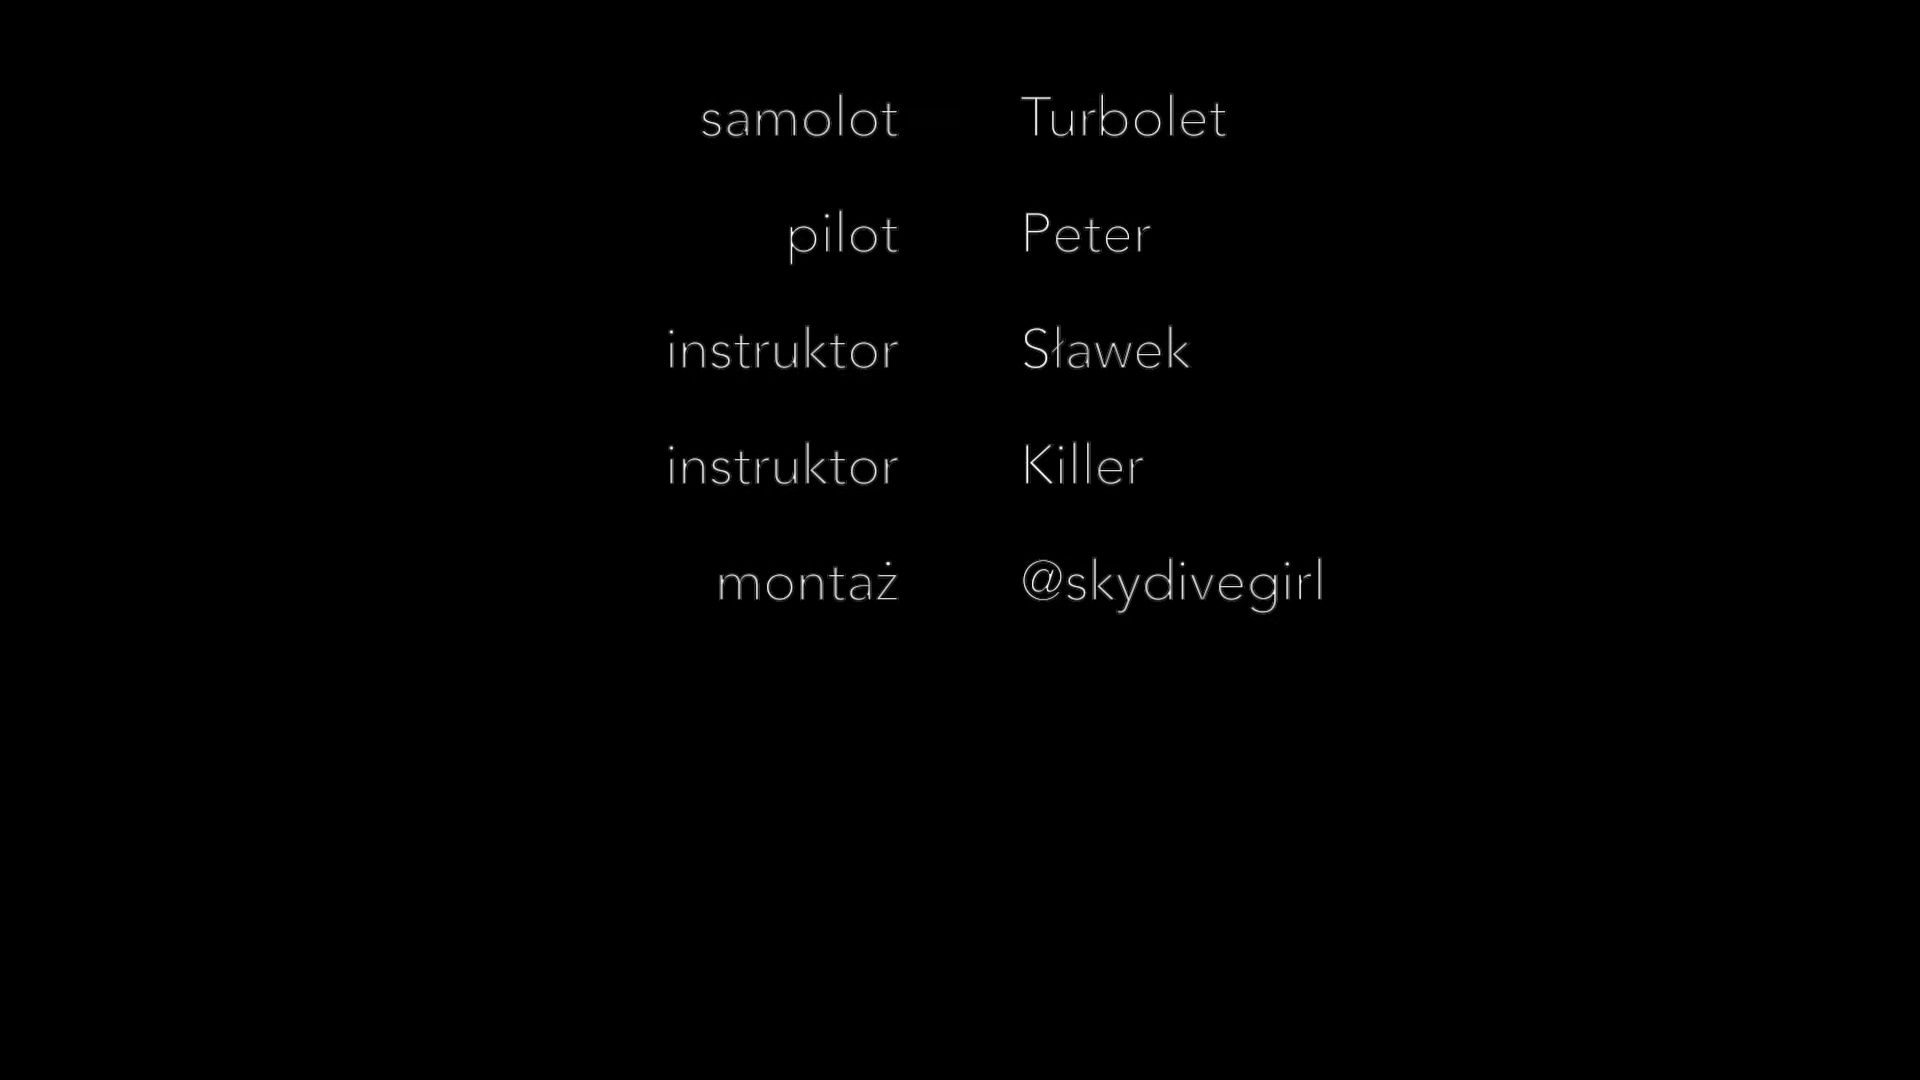 samolot Turbolet
pilot Peter
instruktor Sławek
instruktor Killer
montaż @skydivegirl